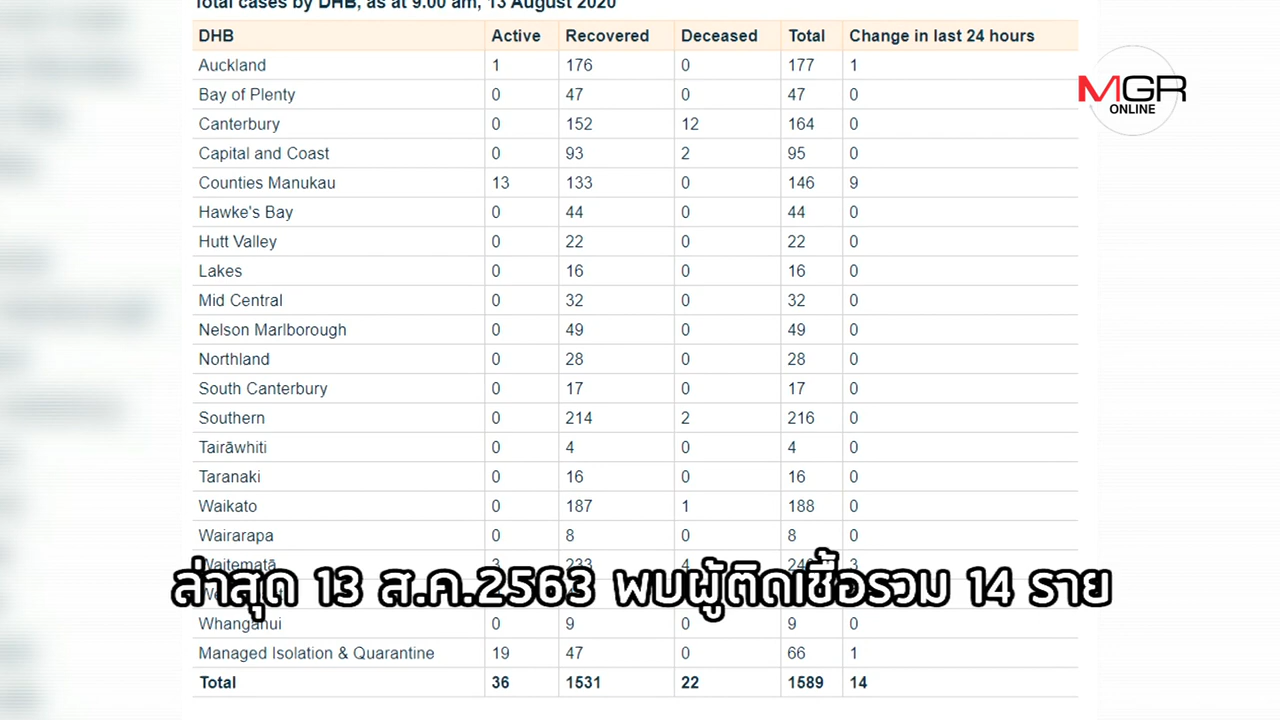 Total cases by DHB, as at 9.00 am, 13 August 2020
DHB Active Recovered Deceased Total Change in last 24 hours
Auckland 1 176 0 177 1
Bay of Plenty 0 47 0 47 0
Canterbury 0 152 12 164 0
Capital and Coast 0 93 2 95 0
Counties Manukau 13 133 0 146 9
Hawke's Bay 0 44 0 44 0
Hutt Valley 0 22 0 22 0
Lakes 0 16 0 16 0
Mid Central 0 32 0 32 0
Nelson Marlborough 0 49 0 49 0
Northland 0 28 0 28 0
South Canterbury 0 17 0 17 0
Southern 0 214 2 216 0
Tairāwhiti 0 4 0 4 0
Taranaki 0 16 0 16 0
Waikato 0 187 1 188 0
Wairarapa 0 8 0 8 0
Waitematā 3 233 4 240 3
ล่าสุด 13 ส.ค.2563 พบผู้ติดเชื้อรวม 14 ราย
Whanganui 0 9 0 9 0
Managed Isolation & Quarantine 19 47 0 66 1
Total 36 1531 22 1589 14
MGR
ONLINE